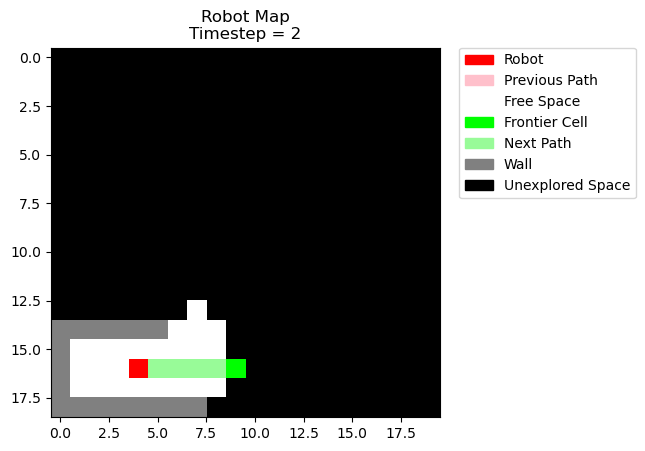 Robot Map
Timestep = 2
0.0
2.5
5.0
7.5
10.0
12.5
15.0
17.5
0.0 2.5 5.0 7.5 10.0 12.5 15.0 17.5
Robot
Previous Path
Free Space
Frontier Cell
Next Path
Wall
Unexplored Space